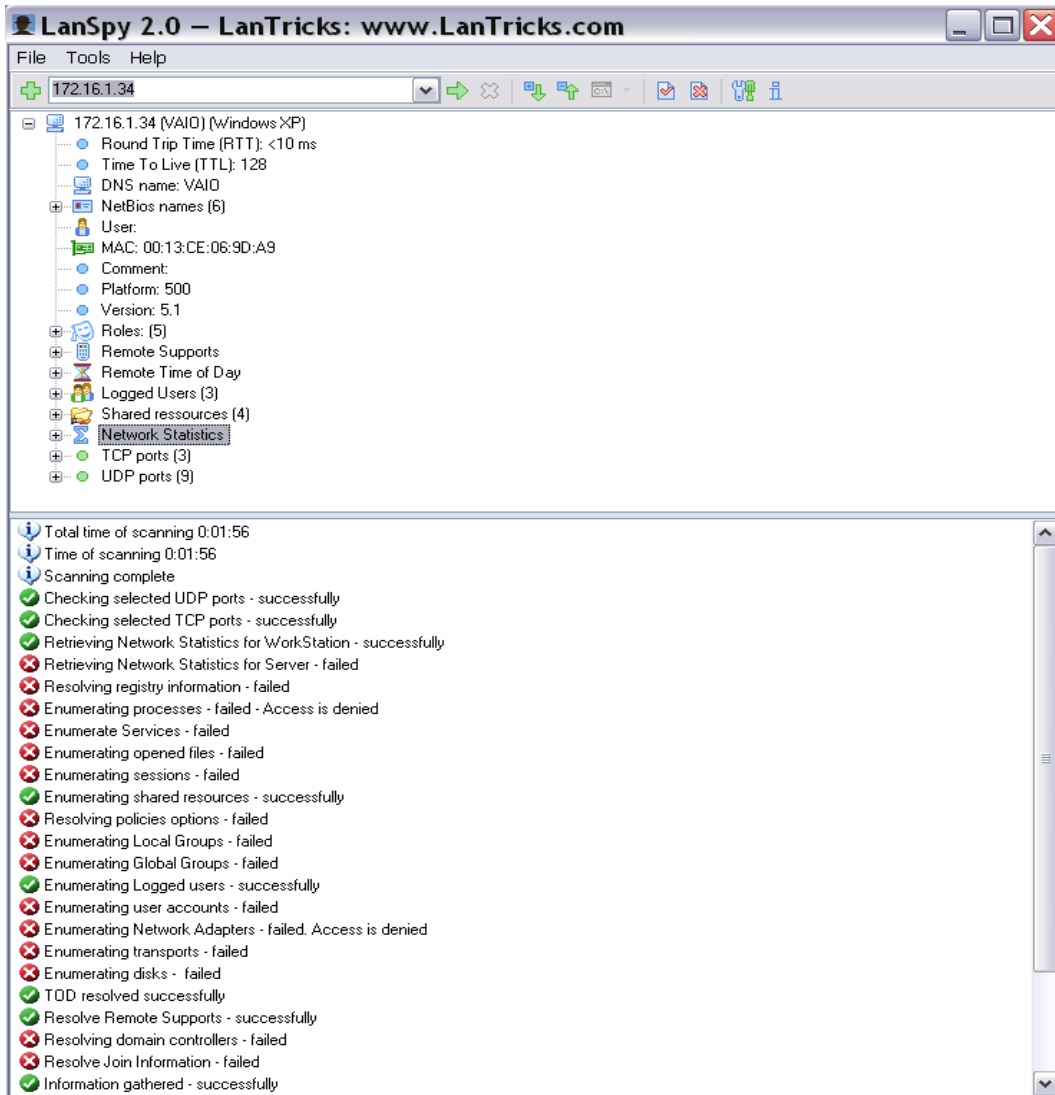 LanSpy 2.0 — LanTricks: www.LanTricks.com
File Tools Help
172.16.1.34
172.16.1.34 (VAIO) (Windows XP)
Round Trip Time (RTT): <10 ms
Time To Live (TTL): 128
DNS name: VAIO
NetBios names (6)
User:
MAC: 00:13:CE:06:9D:A9
Comment:
Platform: 500
Version: 5.1
Roles: (5)
Remote Supports
Remote Time of Day
Logged Users (3)
Shared ressources (4)
Network Statistics
TCP ports (3)
UDP ports (9)
Total time of scanning 0:01:56
Time of scanning 0:01:56
Scanning complete
Checking selected UDP ports - successfully
Checking selected TCP ports - successfully
Retrieving Network Statistics for WorkStation - successfully
Retrieving Network Statistics for Server - failed
Resolving registry information - failed
Enumerating processes - failed - Access is denied
Enumerate Services - failed
Enumerating opened files - failed
Enumerating sessions - failed
Enumerating shared resources - successfully
Resolving policies options - failed
Enumerating Local Groups - failed
Enumerating Global Groups - failed
Enumerating Logged users - successfully
Enumerating user accounts - failed
Enumerating Network Adapters - failed. Access is denied
Enumerating transports - failed
Enumerating disks - failed
TOD resolved successfully
Resolve Remote Supports - successfully
Resolving domain controllers - failed
Resolve Join Information - failed
Information gathered - successfully